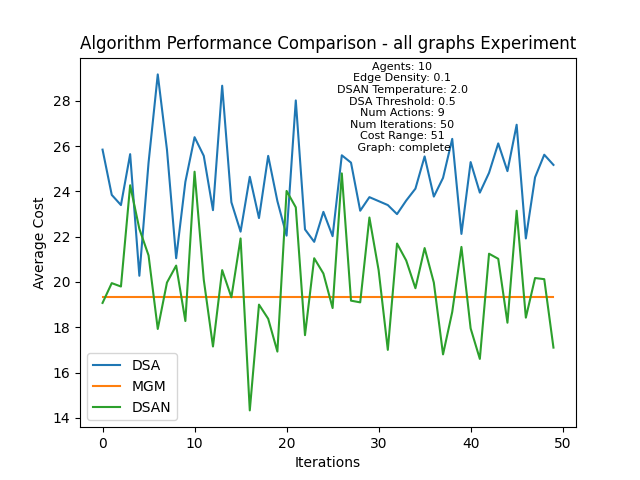 Algorithm Performance Comparison - all graphs Experiment
Agents: 10
Edge Density: 0.1
DSAN Temperature: 2.0
DSA Threshold: 0.5
Num Actions: 9
Num Iterations: 50
Cost Range: 51
Graph: complete
Average Cost
28
26
24
22
20
18
16
14
DSA
MGM
DSAN
0
10
20
30
40
50
Iterations